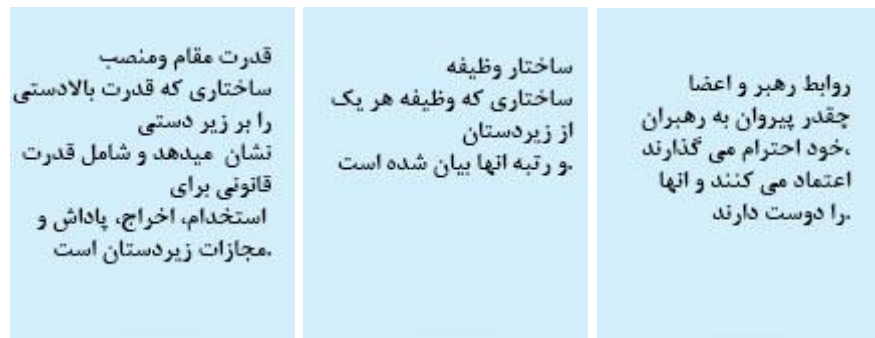 روابط رهبر و اعضا
چقدر پیروان به رهبران
خود احترام می گذارند،
اعتماد می کنند و انها
را دوست دارند.
ساختار وظیفه
ساختاری که وظیفه هر یک
از زیردستان
و رتبه انها بیان شده است.
قدرت مقام ومنصب
ساختاری که قدرت بالادستی
را بر زیر دستی
نشان میدهد و شامل قدرت
قانونی برای
استخدام، اخراج، پاداش و
مجازات زیردستان است.